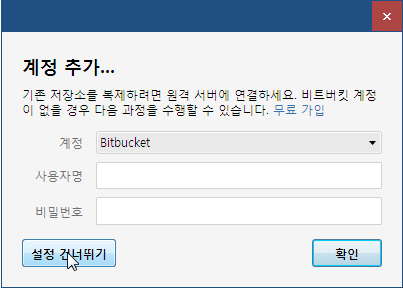 계정 추가...
기존 저장소를 복제하려면 원격 서버에 연결하세요. 비트버킷 계정
이 없을 경우 다음 과정을 수행할 수 있습니다. 무료 가입
계정 Bitbucket
사용자명
비밀번호
설정 건너뛰기 확인